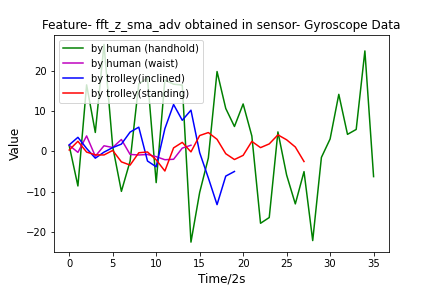 Feature- fft_z_sma_adv obtained in sensor- Gyroscope Data
by human (handhold)
by human (waist)
by trolley(inclined)
by trolley(standing)
Value
20
10
0
−10
−20
0 5 10 15 20 25 30 35
Time/2s